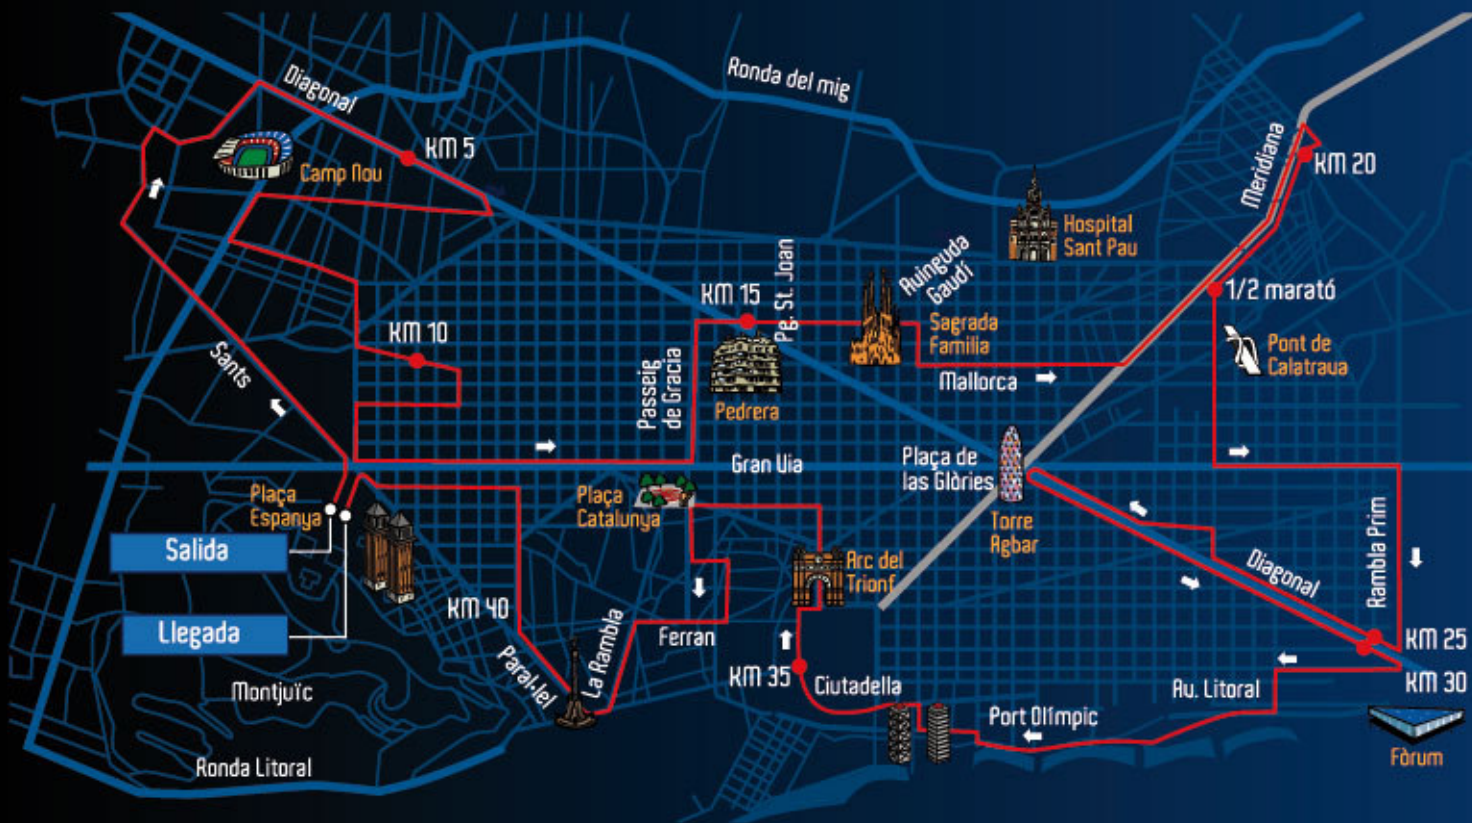 Ronda del mig
Diagonal
KM 5
Camp Nou
Meridiana
KM 20
Hospital
Sant Pau
Pg. St. Joan
Avinguda
Gaudí
KM 15
1/2 marató
KM 10
Sagrada
Familia
Pont de
Calatrava
Sants
Passeig
de Gracia
Mallorca
Pedrera
Gran Via
Plaça de
las Glòries
Plaça
Espanya
Plaça
Catalunya
Torre
Agbar
Salida
Arc del
Trionf
Diagonal
Rambla Prim
KM 40
Llegada
Ferran
La Rambla
KM 25
Paral·lel
KM 35
Ciutadella
Av. Litoral
KM 30
Montjuïc
Port Olímpic
Ronda Litoral
Fòrum